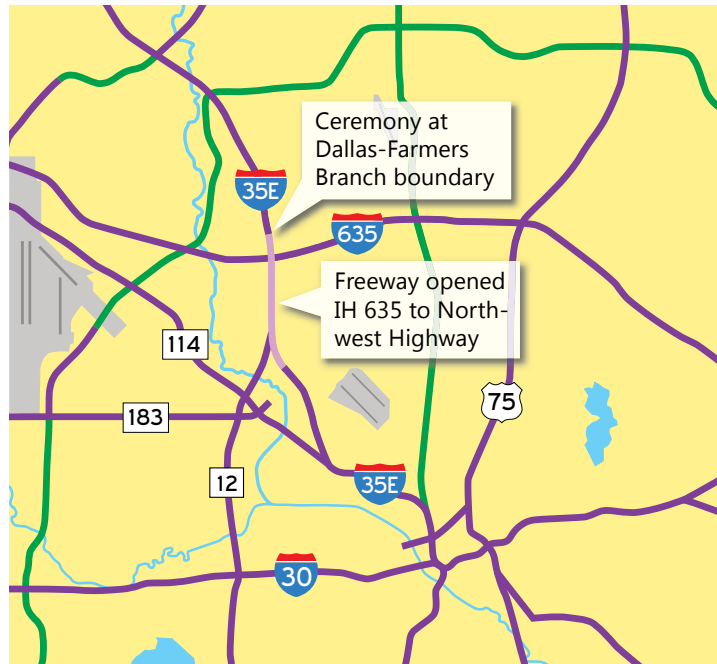 Ceremony at
Dallas-Farmers
Branch boundary
35E
635
Freeway opened
IH 635 to North-
west Highway
114
75
183
12
35E
30